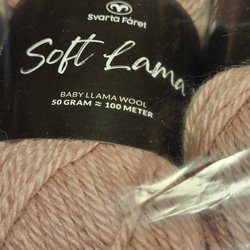 Svarta Fåret
Soft Lama
BABY LLAMA WOOL
50 GRAM ≈ 100 METER